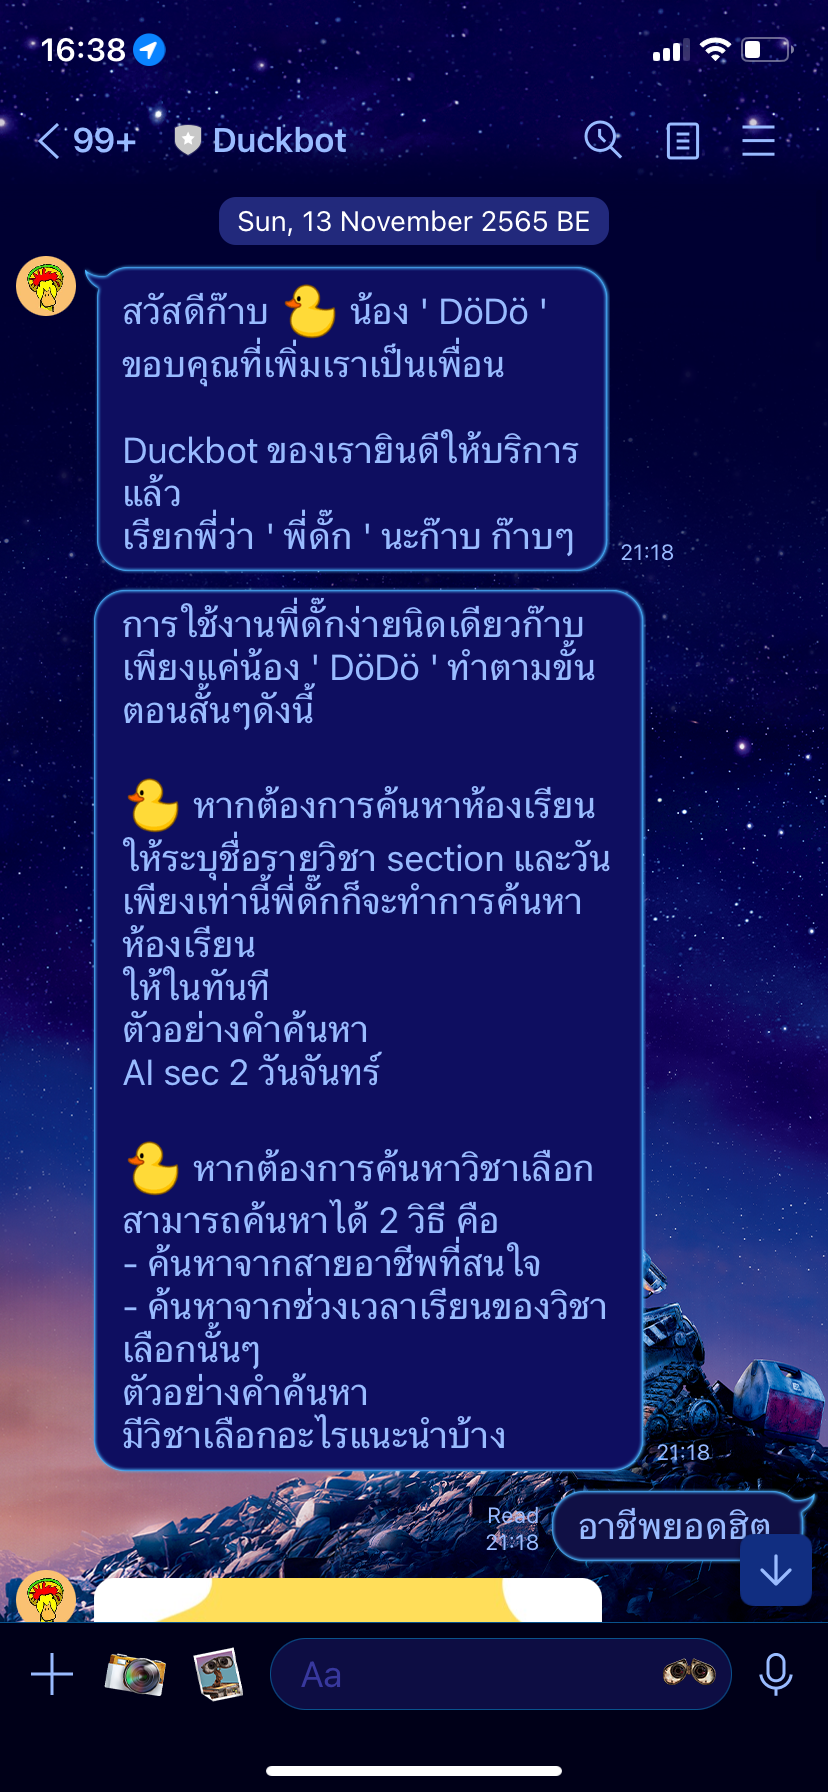 16:38
99+ Duckbot
Sun, 13 November 2565 BE
สวัสดีก๊าบ 🦆 น้อง ' DöDö '
ขอบคุณที่เพิ่มเราเป็นเพื่อน
Duckbot ของเรายินดีให้บริการ
แล้ว
เรียกพี่ว่า ' พี่ดั๊ก ' นะก๊าบ ก๊าบๆ
21:18
การใช้งานพี่ดั๊กง่ายนิดเดียวก๊าบ
เพียงแค่น้อง ' DöDö ' ทำตามขั้น
ตอนสั้นๆดังนี้
🦆 หากต้องการค้นหาห้องเรียน
ให้ระบุชื่อรายวิชา section และวัน
เพียงเท่านี้พี่ดั๊กก็จะทำการค้นหา
ห้องเรียน
ให้ในทันที
ตัวอย่างคำค้นหา
AI sec 2 วันจันทร์
🦆 หากต้องการค้นหาวิชาเลือก
สามารถค้นหาได้ 2 วิธี คือ
- ค้นหาจากสายอาชีพที่สนใจ
- ค้นหาจากช่วงเวลาเรียนของวิชา
เลือกนั้นๆ
ตัวอย่างคำค้นหา
มีวิชาเลือกอะไรแนะนำบ้าง
21:18
Read
21:18
อาชีพยอดฮิต
Aa